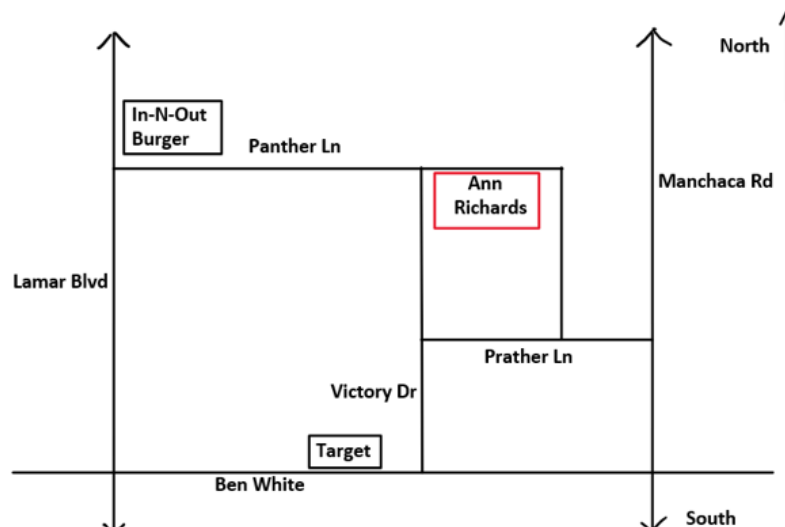 North
In-N-Out
Burger
Panther Ln
Ann
Richards
Manchaca Rd
Lamar Blvd
Prather Ln
Victory Dr
Target
Ben White
South